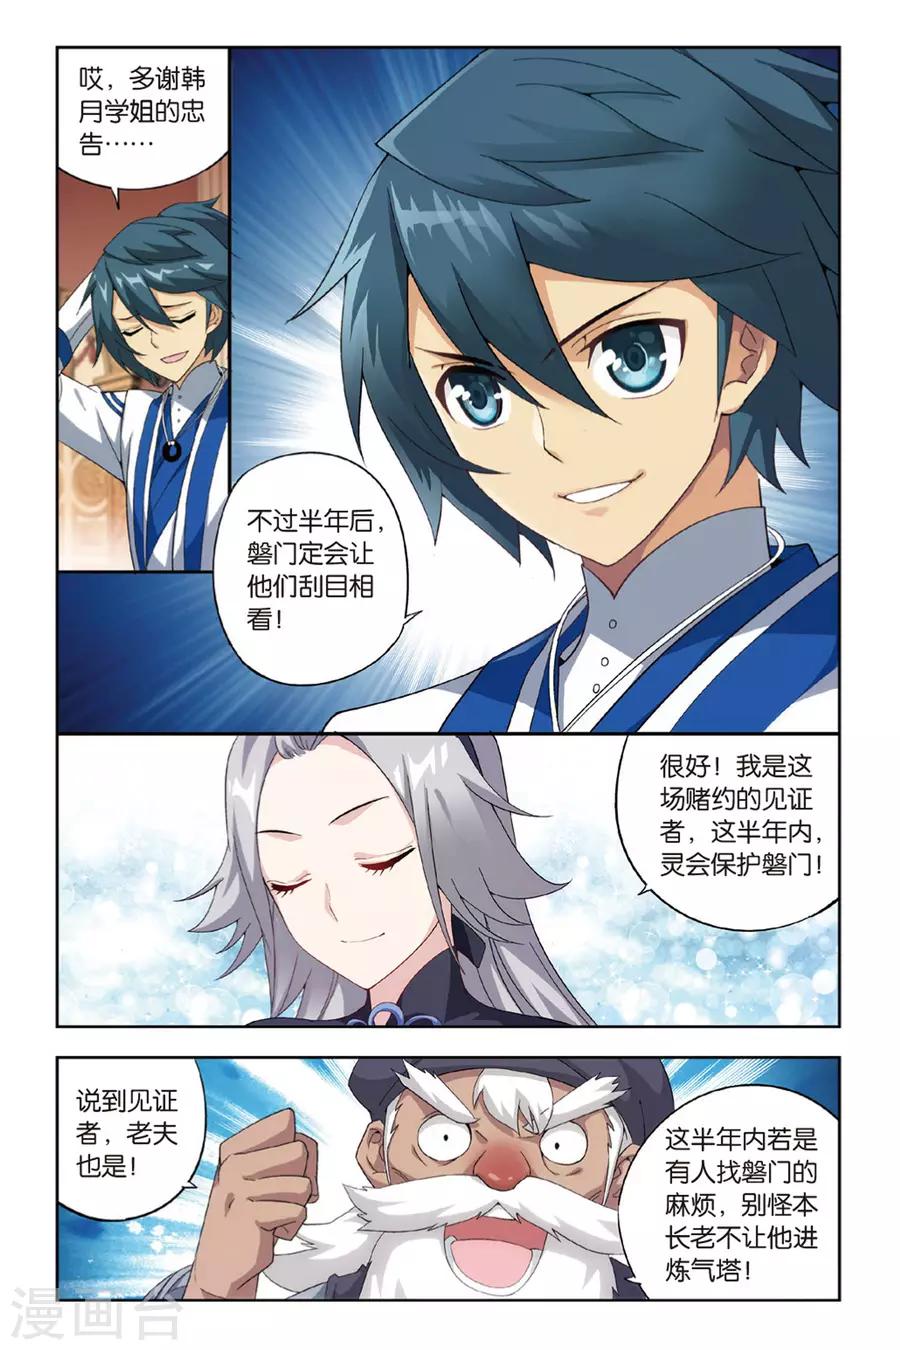 哎，多谢韩
月学姐的忠
告……
不过半年后，
磐门定会让
他们刮目相
看！
很好！我是这
场赌约的见证
者，这半年内，
灵会保护磐门！
说到见证
者，老夫
也是！
这半年内若是
有人找磐门的
麻烦，别怪本
长老不让他进
炼气塔！
漫画台